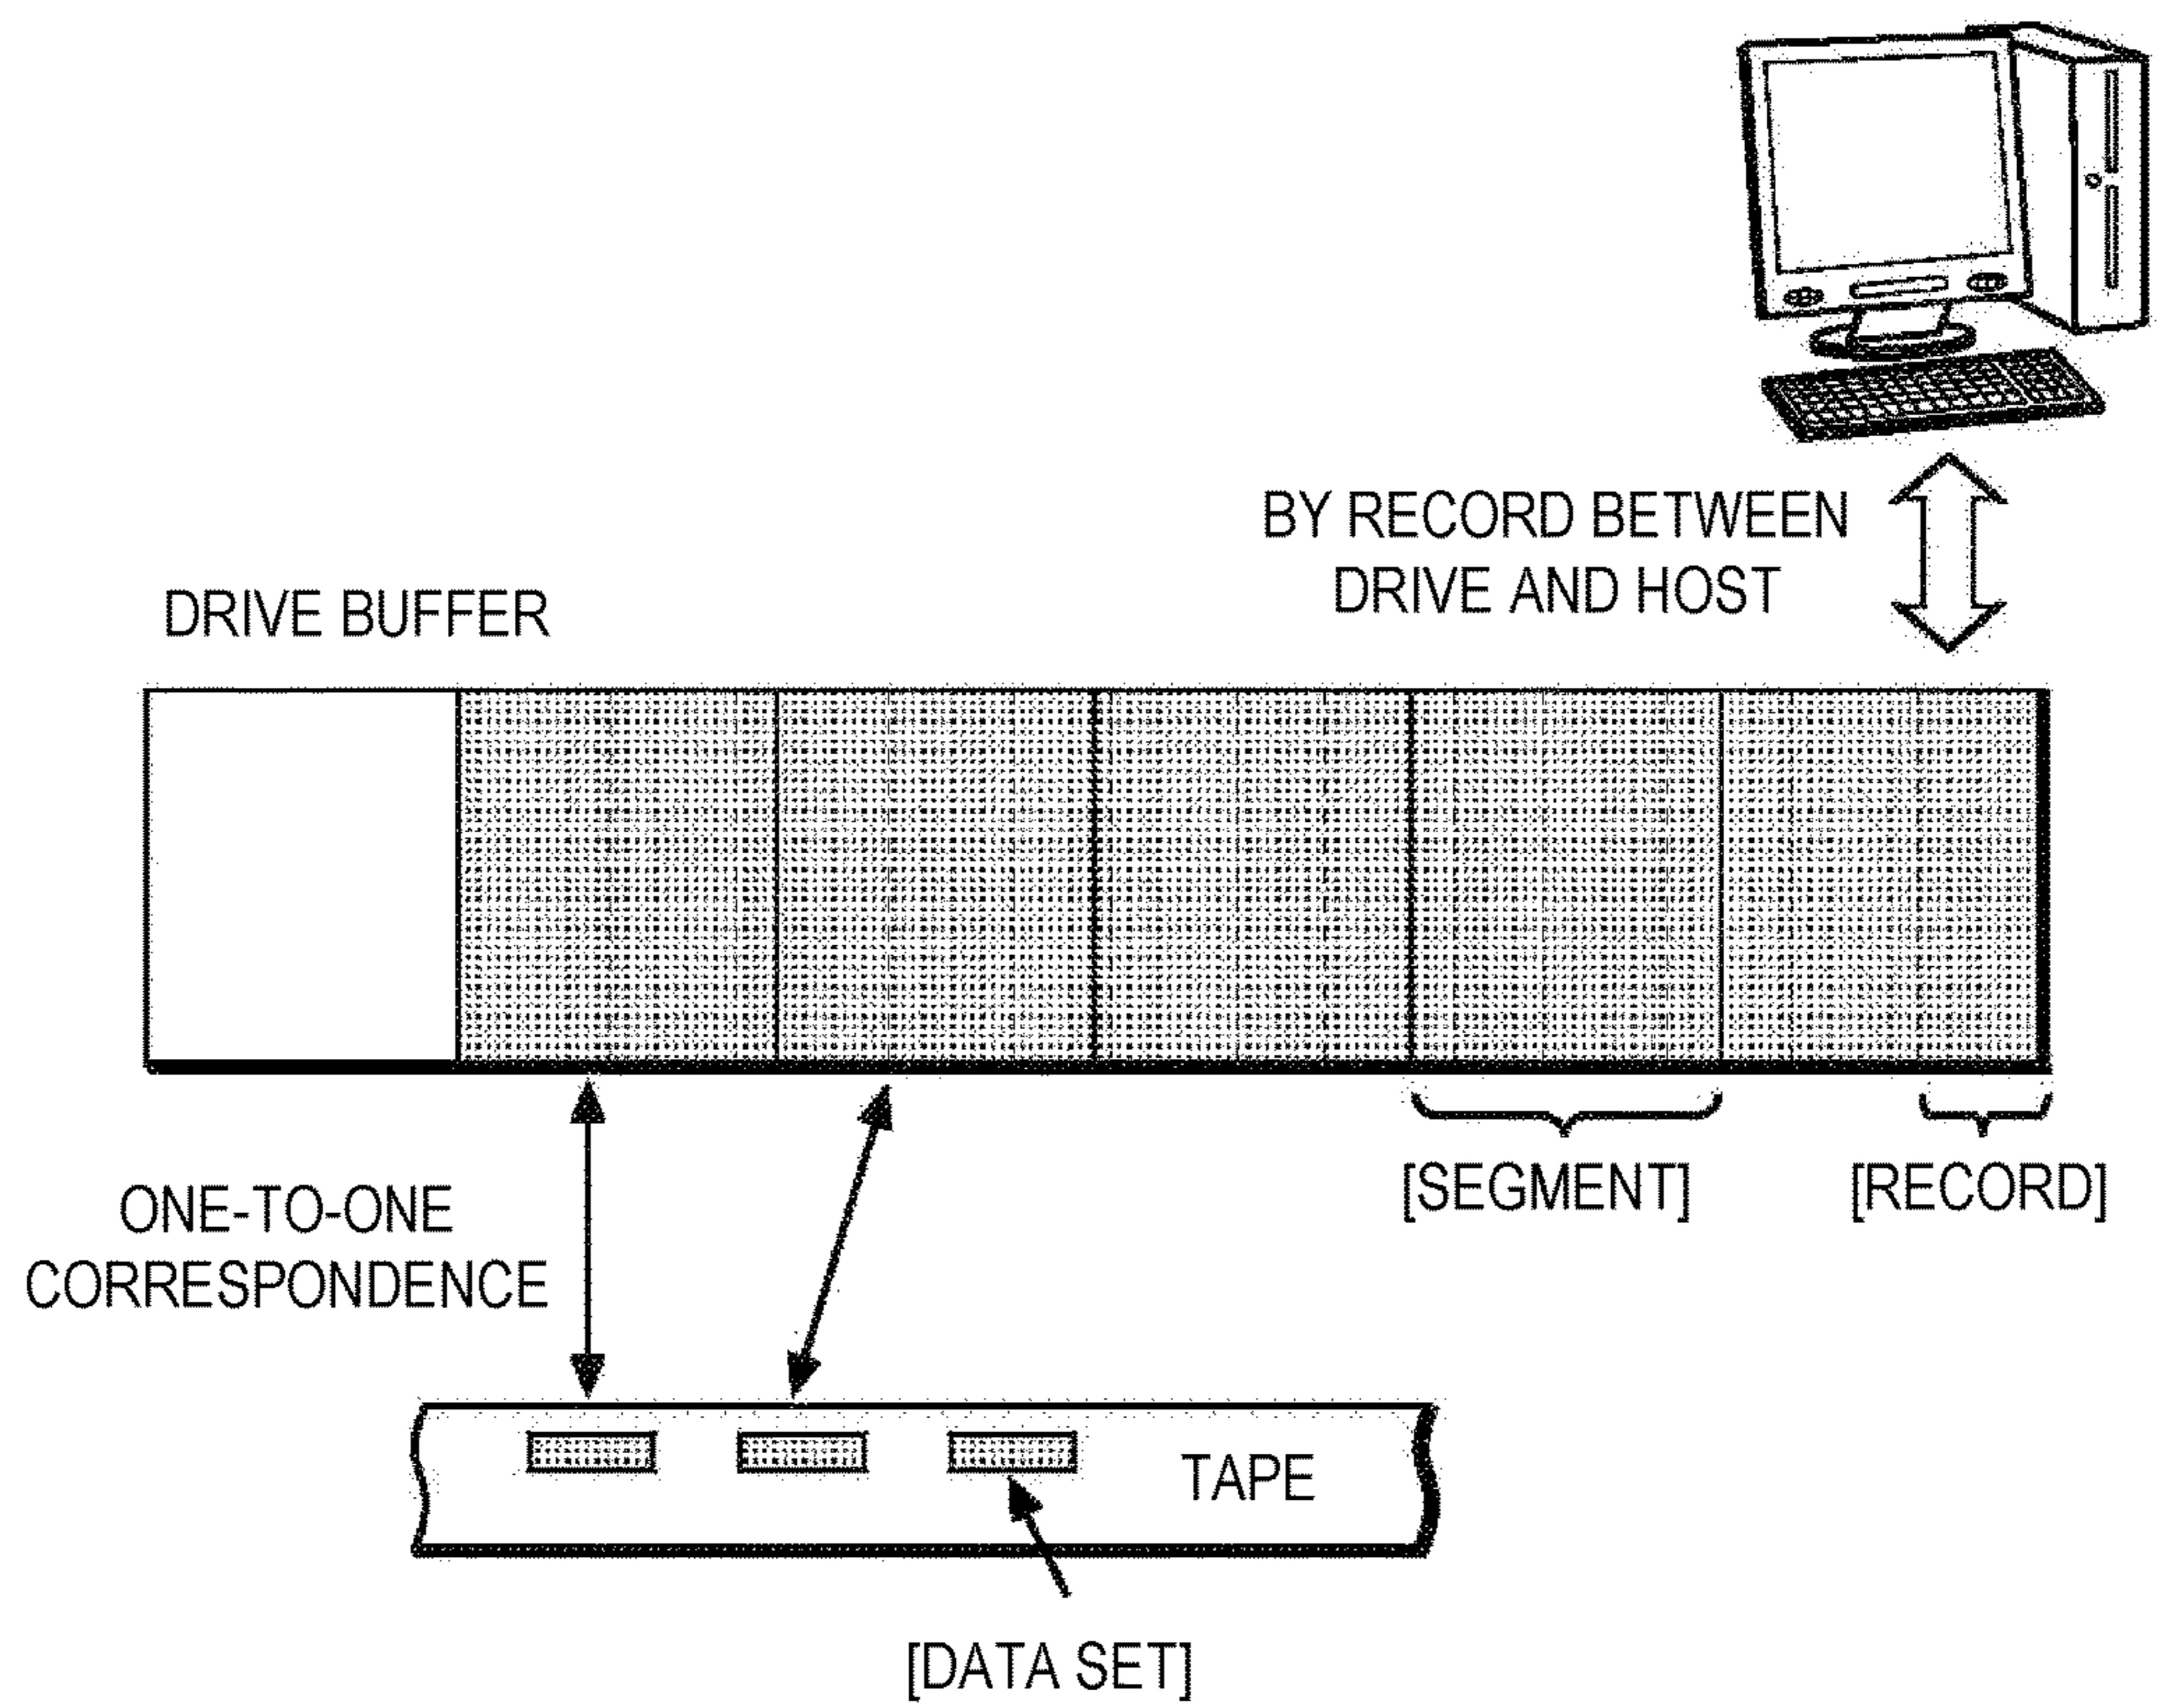 BY RECORD BETWEEN
DRIVE AND HOST
DRIVE BUFFER
[SEGMENT]
[RECORD]
ONE-TO-ONE
CORRESPONDENCE
TAPE
[DATA SET]